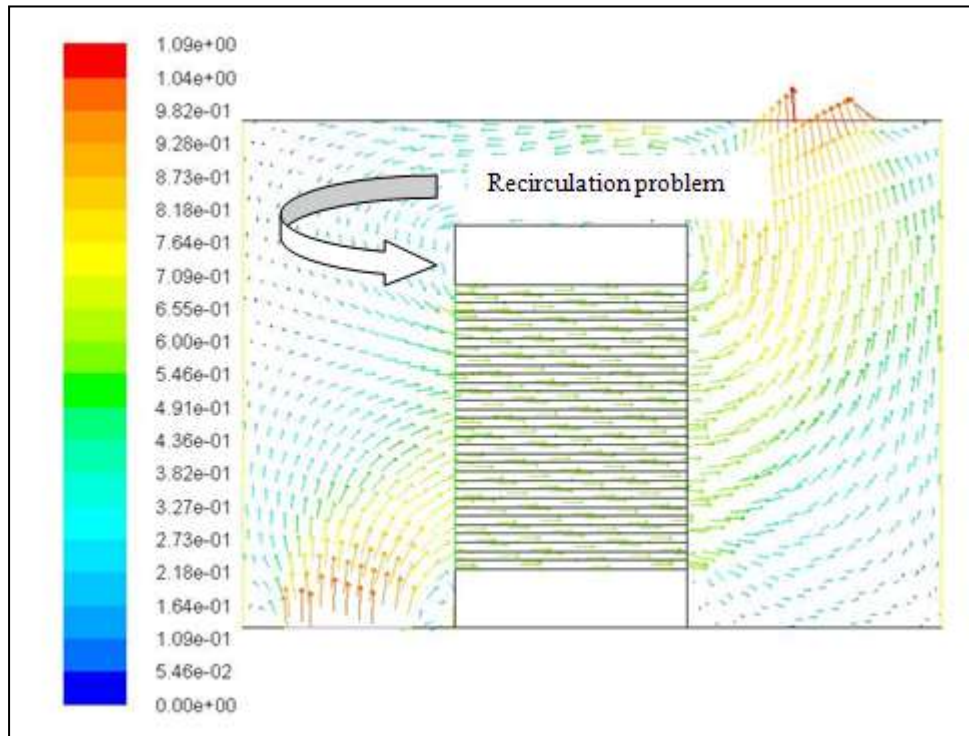 1.09e+00
1.04e+00
9.82e-01
9.28e-01
8.73e-01
8.18e-01
7.64e-01
7.09e-01
6.55e-01
6.00e-01
5.46e-01
4.91e-01
4.36e-01
3.82e-01
3.27e-01
2.73e-01
2.18e-01
1.64e-01
1.09e-01
5.46e-02
0.00e+00
Recirculation problem